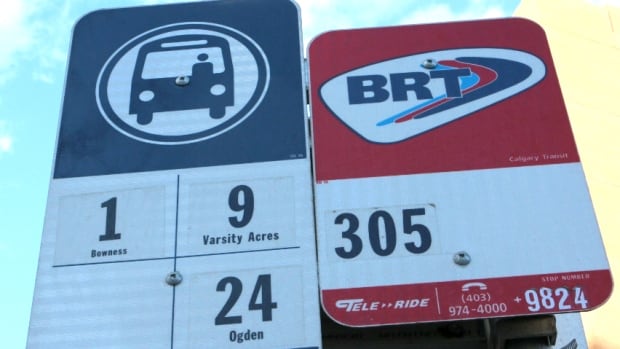 1
Bowness
9
Varsity Acres
24
Ogden
BRT
Calgary Transit
305
TELE▸▸RIDE
(403)
974-4000
STOP NUMBER
+9824